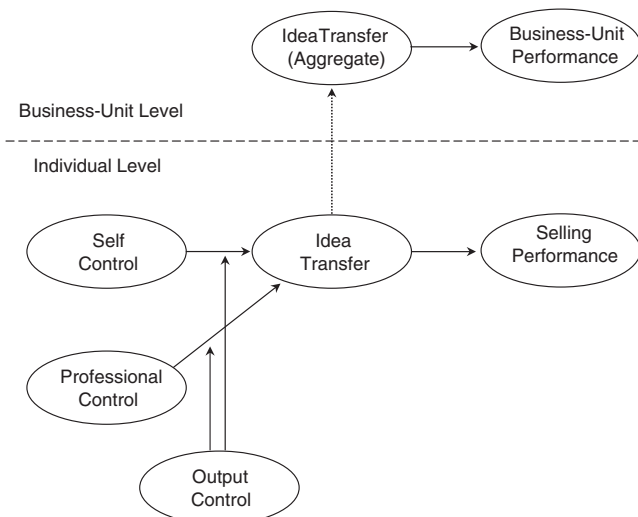 IdeaTransfer
(Aggregate)
Business-Unit
Performance
Business-Unit Level
Individual Level
Self
Control
Idea
Transfer
Selling
Performance
Professional
Control
Output
Control